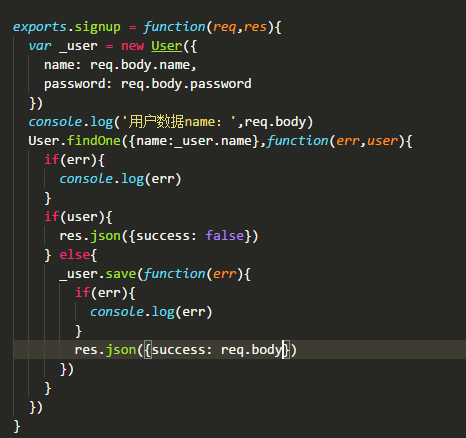 exports.signup = function(req,res){
  var _user = new User({
    name: req.body.name,
    password: req.body.password
  })
  console.log('用户数据name: ',req.body)
  User.findOne({name:_user.name},function(err,user){
    if(err){
      console.log(err)
    }
    if(user){
      res.json({success: false})
    } else{
      _user.save(function(err){
        if(err){
          console.log(err)
        }
        res.json({success: req.body})
      })
    }
  })
}